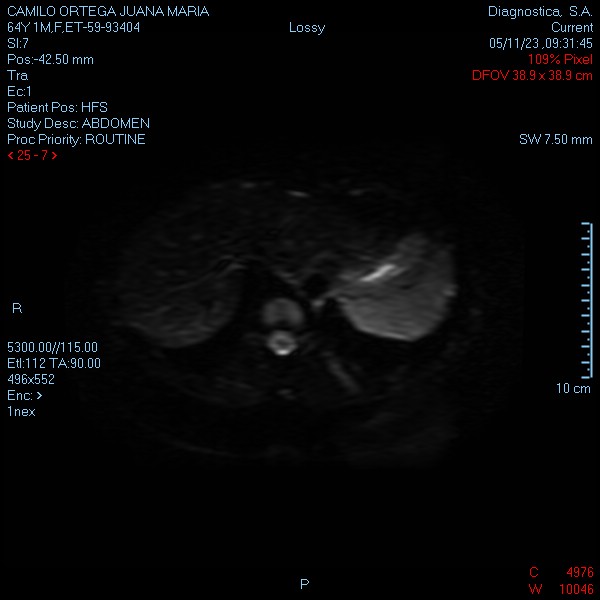 CAMILO ORTEGA JUANA MARIA
64Y 1M,F,ET-59-93404
Sl:7
Pos:-42.50 mm
Tra
Ec:1
Patient Pos: HFS
Study Desc: ABDOMEN
Proc Priority: ROUTINE
< 25 - 7 >
Lossy
Diagnostica, S.A.
Current
05/11/23 ,09:31:45
109% Pixel
DFOV 38.9 x 38.9 cm
SW 7.50 mm
R
10 cm
5300.00//115.00
Etl:112 TA:90.00
496x552
Enc: >
1nex
P
C 4976
W 10046